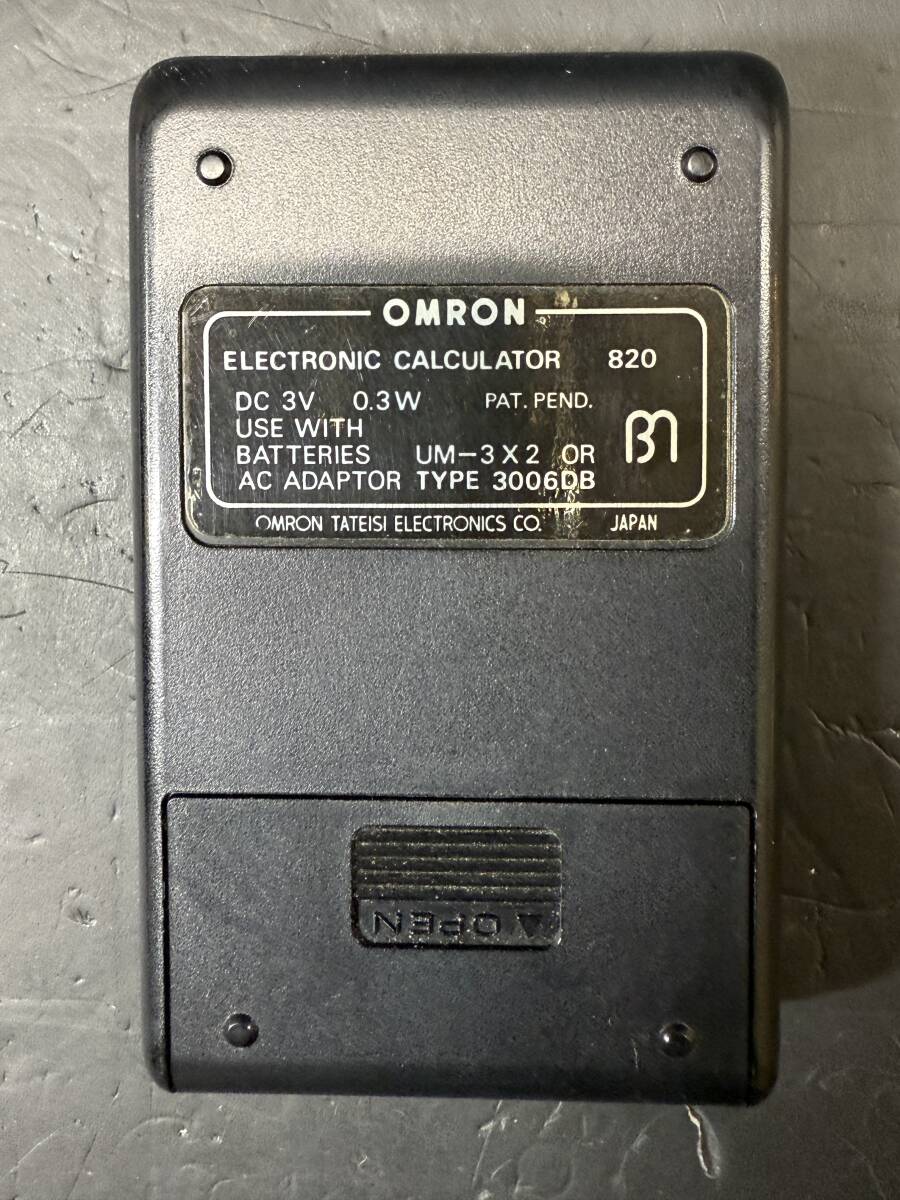 OMRON
ELECTRONIC CALCULATOR 820
DC 3V 0.3W PAT. PEND.
USE WITH
BATTERIES UM-3 X 2 OR
AC ADAPTOR TYPE 3006DB
OMRON TATEISI ELECTRONICS CO. JAPAN
▲ OPEN